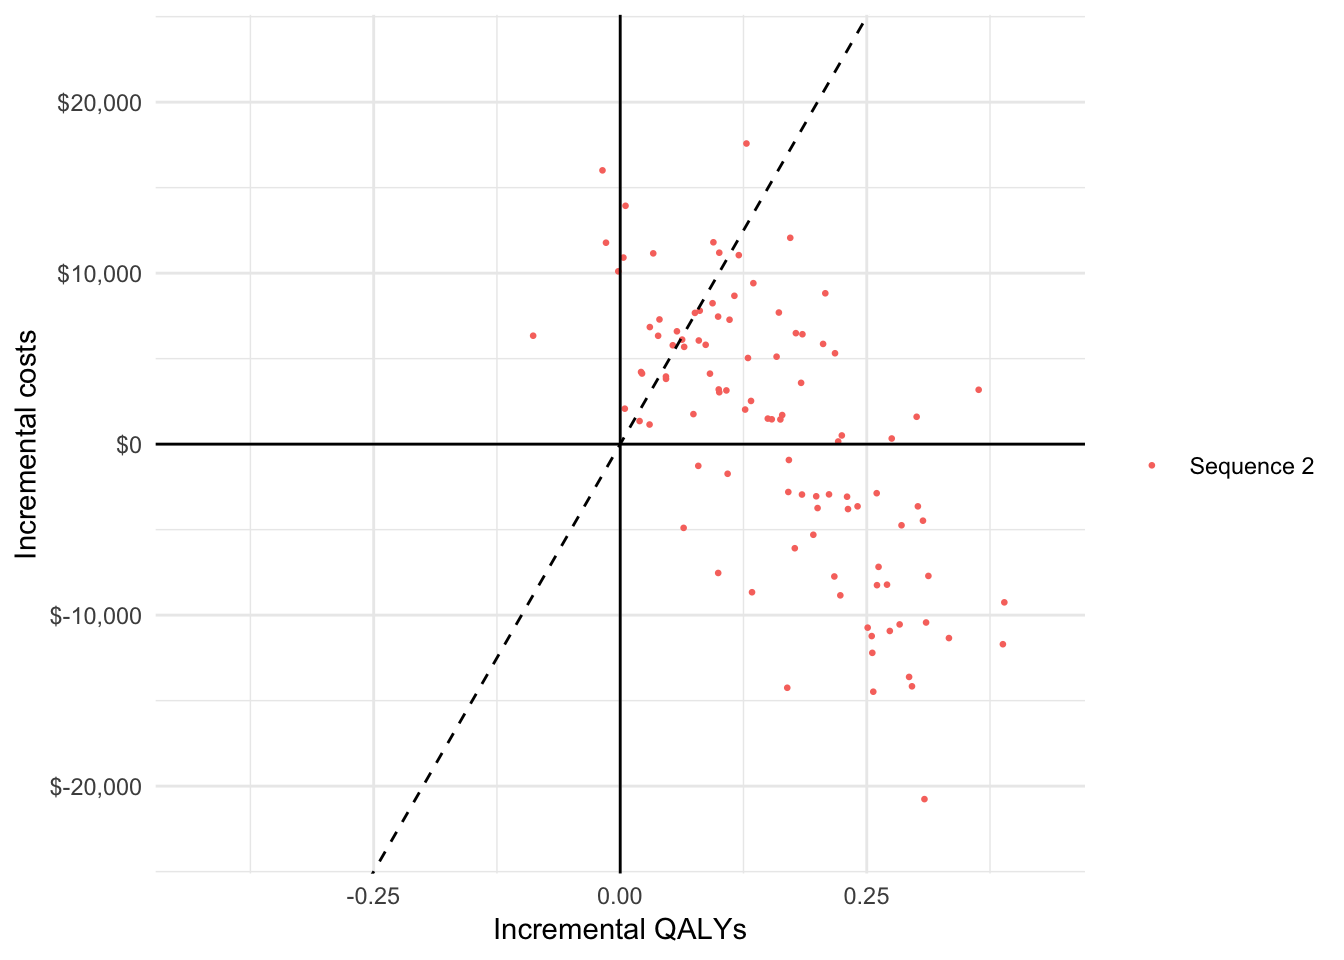 $20,000
$10,000
$0
$-10,000
$-20,000
Incremental costs
-0.25
0.00
0.25
Incremental QALYs
Sequence 2